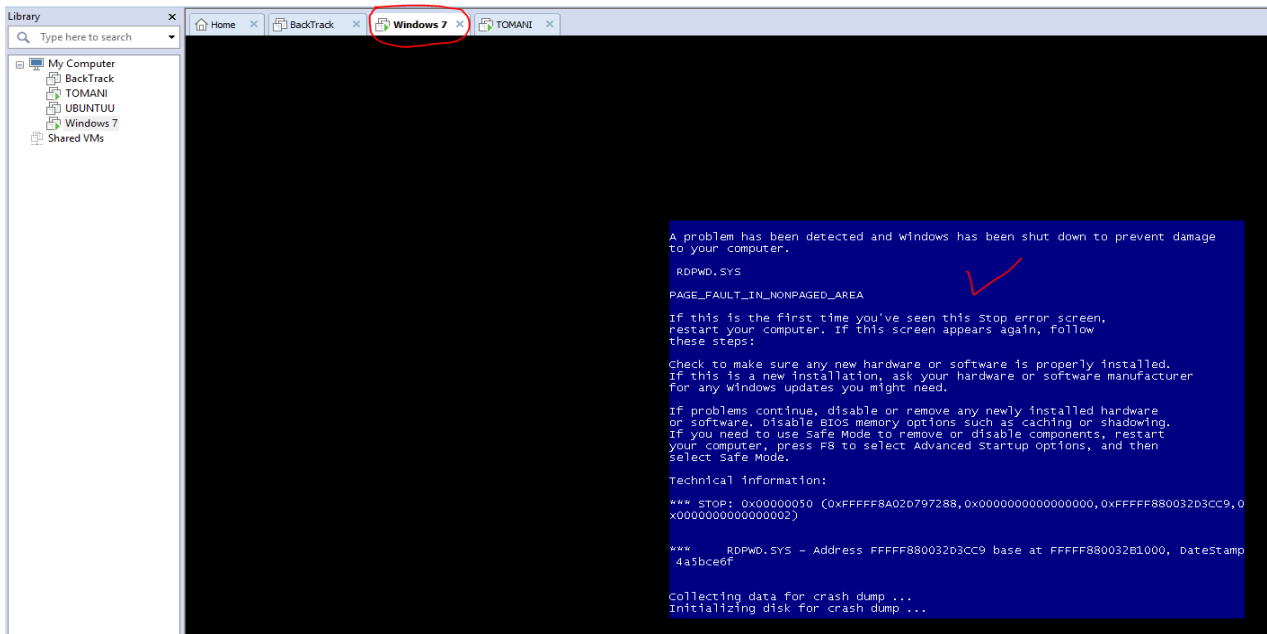 Library
Type here to search
My Computer
BackTrack
TOMANI
UBUNTUU
Windows 7
Shared VMs
Home
BackTrack
Windows 7
TOMANI
A problem has been detected and windows has been shut down to prevent damage
to your computer.
RDPWD.SYS
PAGE_FAULT_IN_NONPAGED_AREA
If this is the first time you've seen this Stop error screen,
restart your computer. If this screen appears again, follow
these steps:
Check to make sure any new hardware or software is properly installed.
If this is a new installation, ask your hardware or software manufacturer
for any windows updates you might need.
If problems continue, disable or remove any newly installed hardware
or software. Disable BIOS memory options such as caching or shadowing.
If you need to use Safe Mode to remove or disable components, restart
your computer, press F8 to select Advanced Startup Options, and then
select Safe Mode.
Technical information:
*** STOP: 0x00000050 (0xFFFFF8A02D797288,0x0000000000000000,0xFFFFF880032D3CC9,0
x0000000000000002)
*** RDPWD.SYS - Address FFFFF880032D3CC9 base at FFFFF880032B1000, DateStamp
4a5bce6f
Collecting data for crash dump ...
Initializing disk for crash dump ...